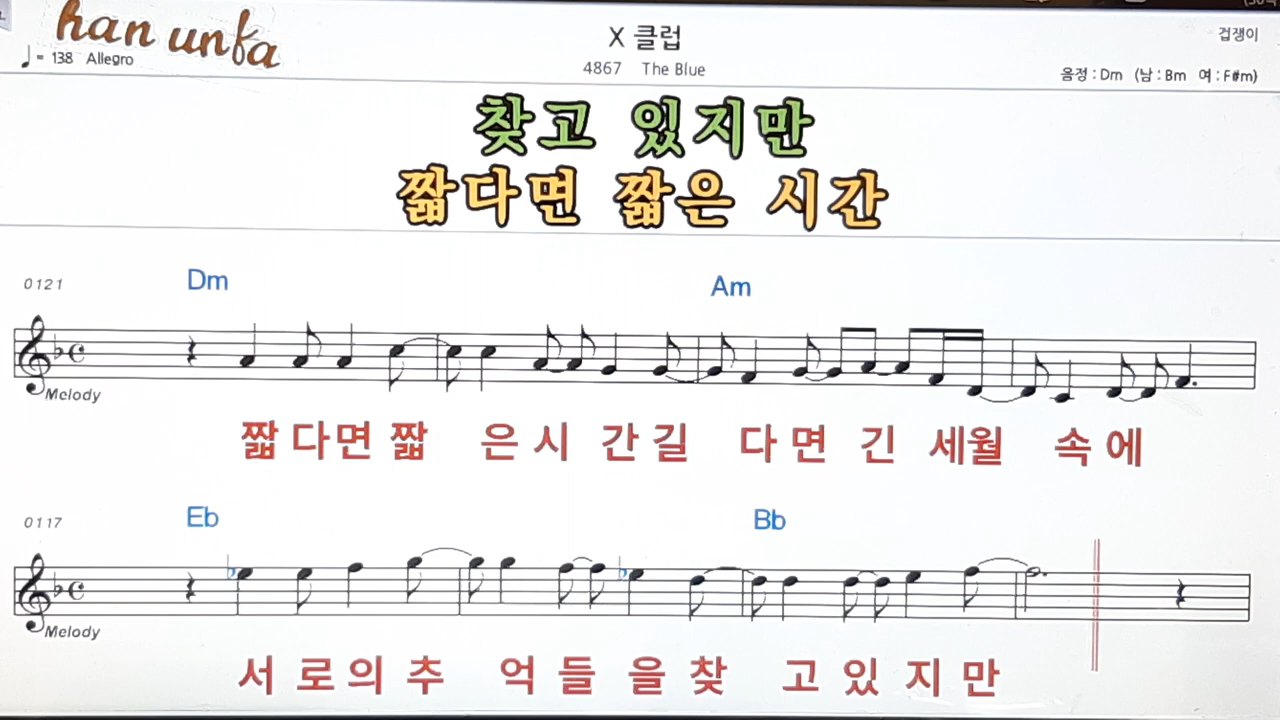 han unfa
X 클럽
겁쟁이
♩ = 138 Allegro
4867 The Blue
음정 : Dm (남 : Bm 여 : F#m)
찾고 있지만
짧다면 짧은 시간
0121 Dm Am
Melody
짧 다면 짧 은 시 간 길 다 면 긴 세월 속 에
0117 Eb Bb
Melody
서 로 의 추 억 들 을 찾 고 있 지 만